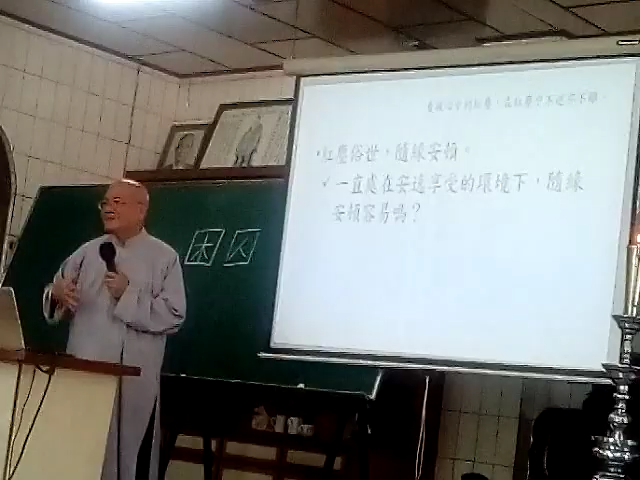 紅塵俗世，隨緣安頓。
✓ 一直處在安逸享受的環境下，隨緣
安頓容易嗎？
困 囚